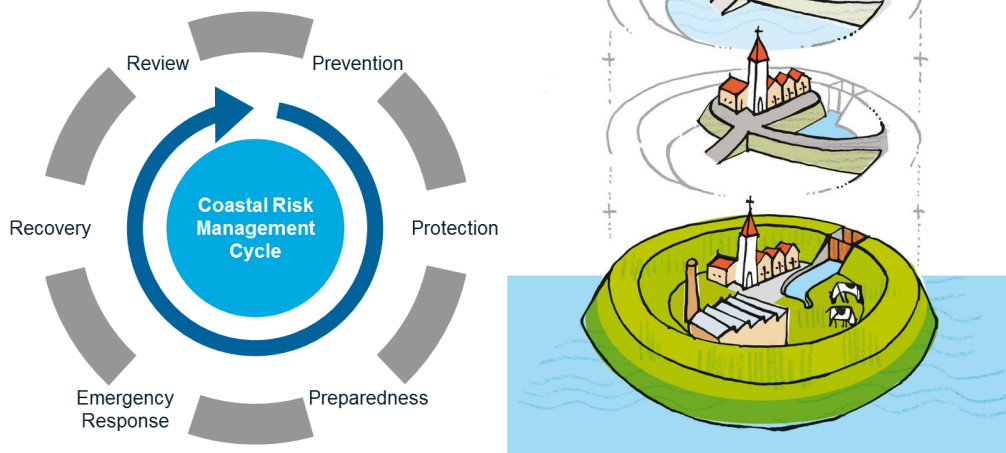 Review
Prevention
Coastal Risk
Management
Cycle
Recovery
Protection
Emergency
Response
Preparedness